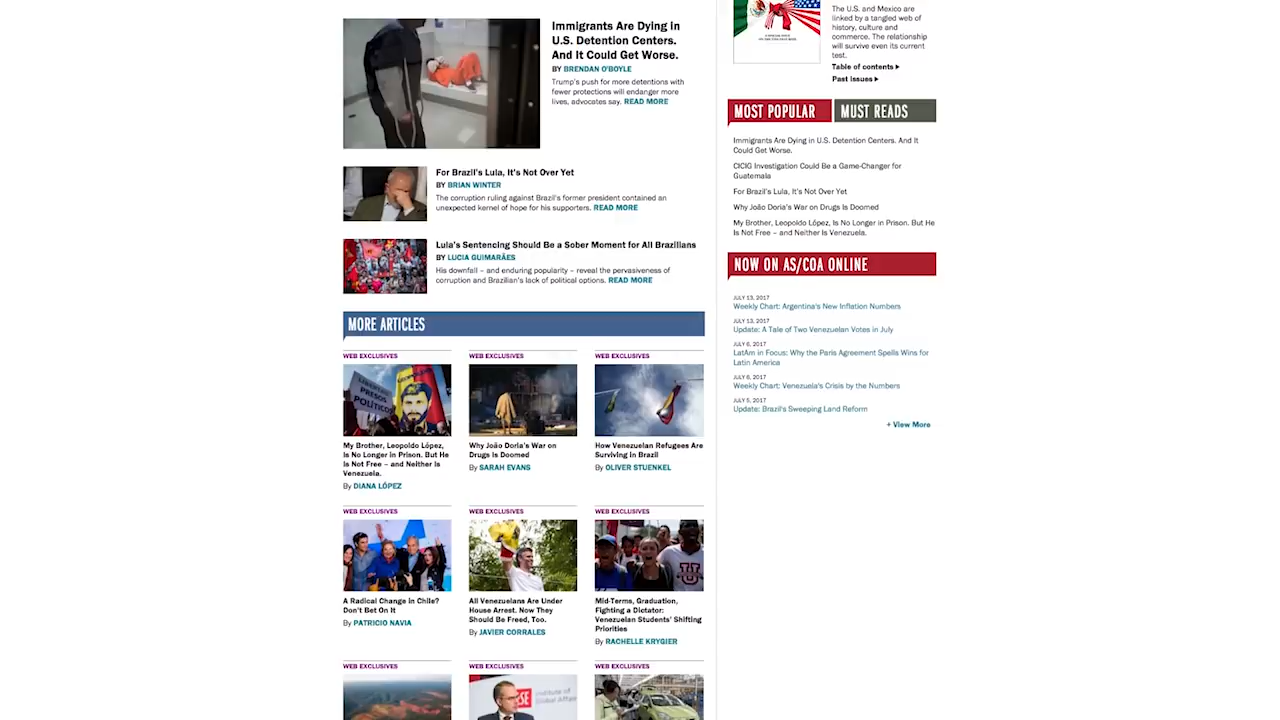 Immigrants Are Dying in
U.S. Detention Centers.
And It Could Get Worse.
BY BRENDAN O'BOYLE
Trump's push for more detentions with
fewer protections will endanger more
lives, advocates say. READ MORE
For Brazil's Lula, It's Not Over Yet
BY BRIAN WINTER
The corruption ruling against Brazil's former president contained an
unexpected kernel of hope for his supporters. READ MORE
Lula's Sentencing Should Be a Sober Moment for All Brazilians
BY LUCIA GUIMARÃES
His downfall – and enduring popularity – reveal the pervasiveness of
corruption and Brazilian's lack of political options. READ MORE
MORE ARTICLES
WEB EXCLUSIVES
PRESOS
POLÍTICOS
My Brother, Leopoldo López,
Is No Longer in Prison. But He
Is Not Free – and Neither Is
Venezuela.
By DIANA LÓPEZ
WEB EXCLUSIVES
Why João Doria's War on
Drugs Is Doomed
By SARAH EVANS
WEB EXCLUSIVES
How Venezuelan Refugees Are
Surviving in Brazil
By OLIVER STUENKEL
WEB EXCLUSIVES
A Radical Change in Chile?
Don't Bet On It
By PATRICIO NAVIA
WEB EXCLUSIVES
All Venezuelans Are Under
House Arrest. Now They
Should Be Freed, Too.
By JAVIER CORRALES
WEB EXCLUSIVES
U
Mid-Terms, Graduation,
Fighting a Dictator:
Venezuelan Students' Shifting
Priorities
By RACHELLE KRYGIER
WEB EXCLUSIVES
WEB EXCLUSIVES
Institute of
Global Affairs
WEB EXCLUSIVES
The U.S. and Mexico are
linked by a tangled web of
history, culture and
commerce. The relationship
will survive even its current
test.
Table of contents
Past issues
MOST POPULAR
MUST READS
Immigrants Are Dying in U.S. Detention Centers. And It
Could Get Worse.
CICIG Investigation Could Be a Game-Changer for
Guatemala
For Brazil's Lula, It's Not Over Yet
Why João Doria's War on Drugs Is Doomed
My Brother, Leopoldo López, Is No Longer in Prison. But He
Is Not Free – and Neither Is Venezuela.
NOW ON AS/COA ONLINE
JULY 13, 2017
Weekly Chart: Argentina's New Inflation Numbers
JULY 13, 2017
Update: A Tale of Two Venezuelan Votes in July
JULY 6, 2017
LatAm in Focus: Why the Paris Agreement Spells Wins for
Latin America
JULY 6, 2017
Weekly Chart: Venezuela's Crisis by the Numbers
JULY 5, 2017
Update: Brazil's Sweeping Land Reform
+ View More